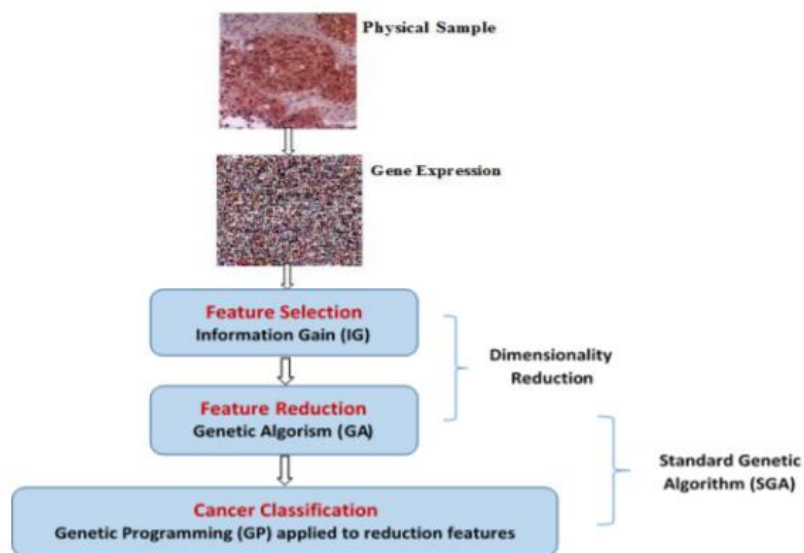 Physical Sample
Gene Expression
Feature Selection
Information Gain (IG)
Dimensionality
Reduction
Feature Reduction
Genetic Algorism (GA)
Standard Genetic
Algorithm (SGA)
Cancer Classification
Genetic Programming (GP) applied to reduction features